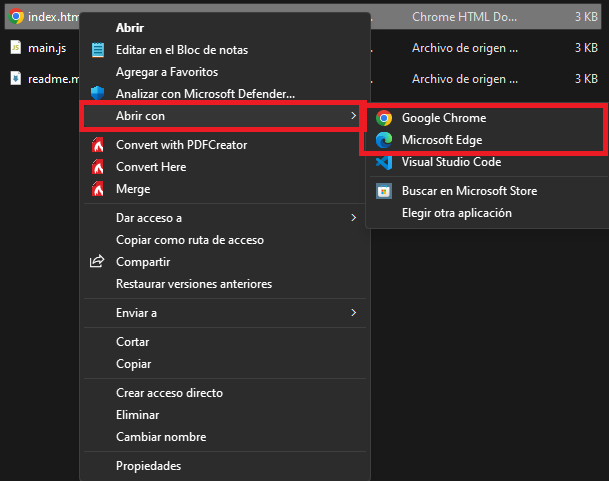 index.htm
Chrome HTML Do...
3 KB
main.js
Archivo de origen ...
3 KB
readme.m
Archivo de origen ...
3 KB
Abrir
Editar en el Bloc de notas
Agregar a Favoritos
Analizar con Microsoft Defender...
Abrir con
Convert with PDFCreator
Convert Here
Merge
Dar acceso a
Copiar como ruta de acceso
Compartir
Restaurar versiones anteriores
Enviar a
Cortar
Copiar
Crear acceso directo
Eliminar
Cambiar nombre
Propiedades
Google Chrome
Microsoft Edge
Visual Studio Code
Buscar en Microsoft Store
Elegir otra aplicación